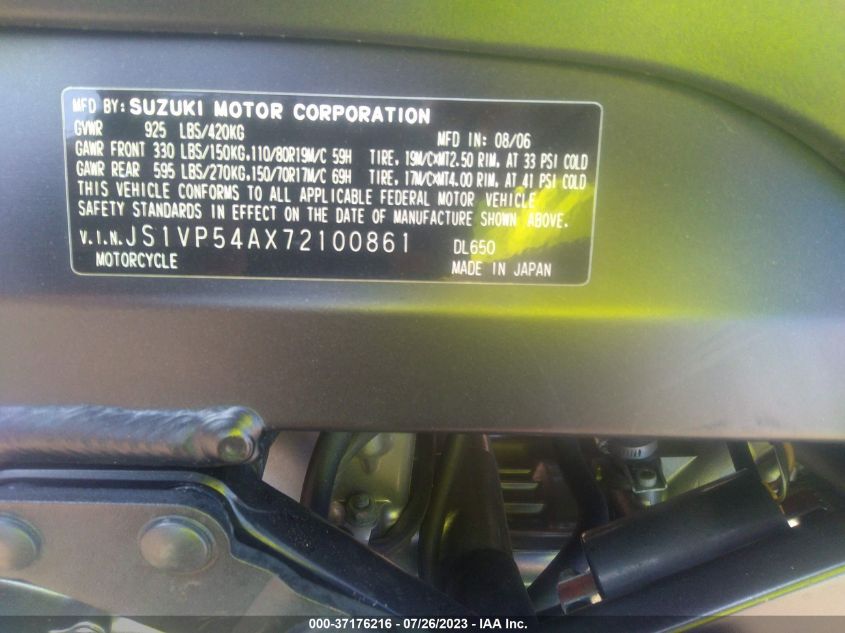 MFD BY: SUZUKI MOTOR CORPORATION
GVWR 925 LBS/420KG MFD IN: 08/06
GAWR FRONT 330 LBS/150KG.110/80R19M/C 59H TIRE, 19M/CXMT2.50 RIM, AT 33 PSI COLD
GAWR REAR 595 LBS/270KG.150/70R17M/C 69H TIRE, 17M/CXMT4.00 RIM, AT 41 PSI COLD
THIS VEHICLE CONFORMS TO ALL APPLICABLE FEDERAL MOTOR VEHICLE
SAFETY STANDARDS IN EFFECT ON THE DATE OF MANUFACTURE SHOWN ABOVE.
V.I.N. JS1VP54AX72100861 DL650
MOTORCYCLE MADE IN JAPAN
000-37176216 - 07/26/2023 - © IAA Inc.